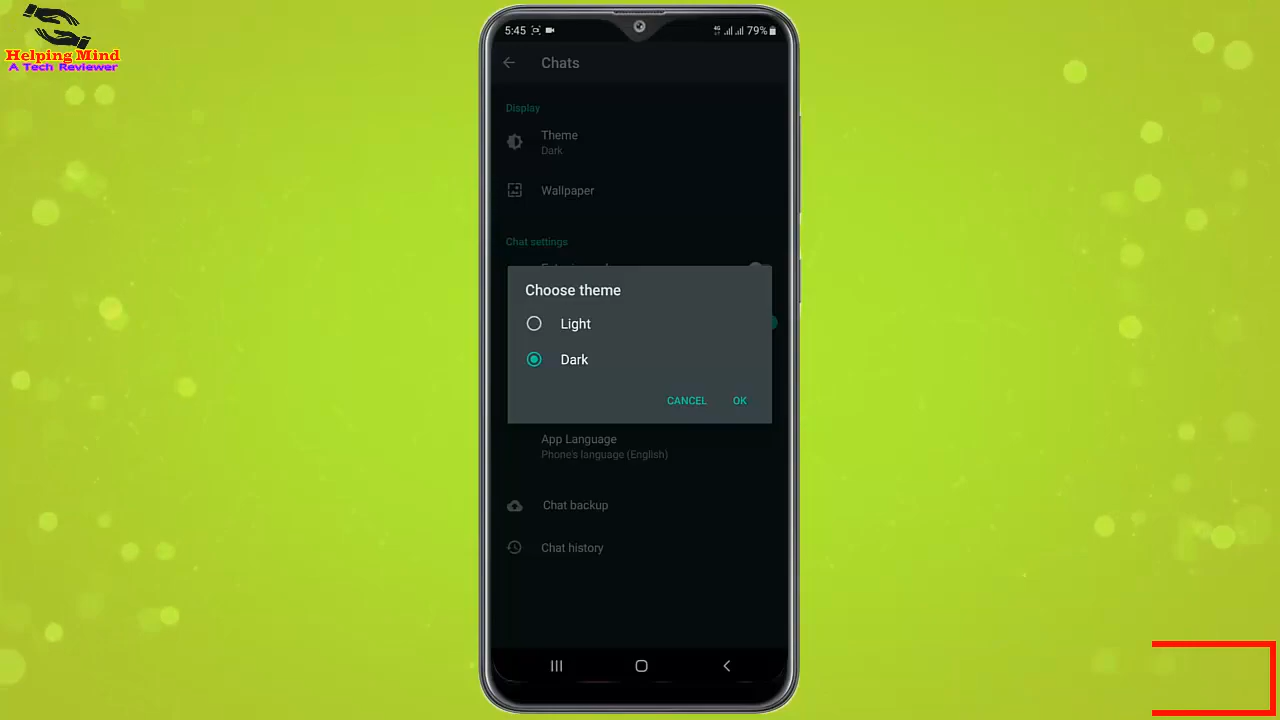 Helping Mind
A Tech Reviewer
5:45
4G
79%
Chats
Display
Theme
Dark
Wallpaper
Chat settings
Choose theme
Light
Dark
CANCEL
OK
App Language
Phone's language (English)
Chat backup
Chat history